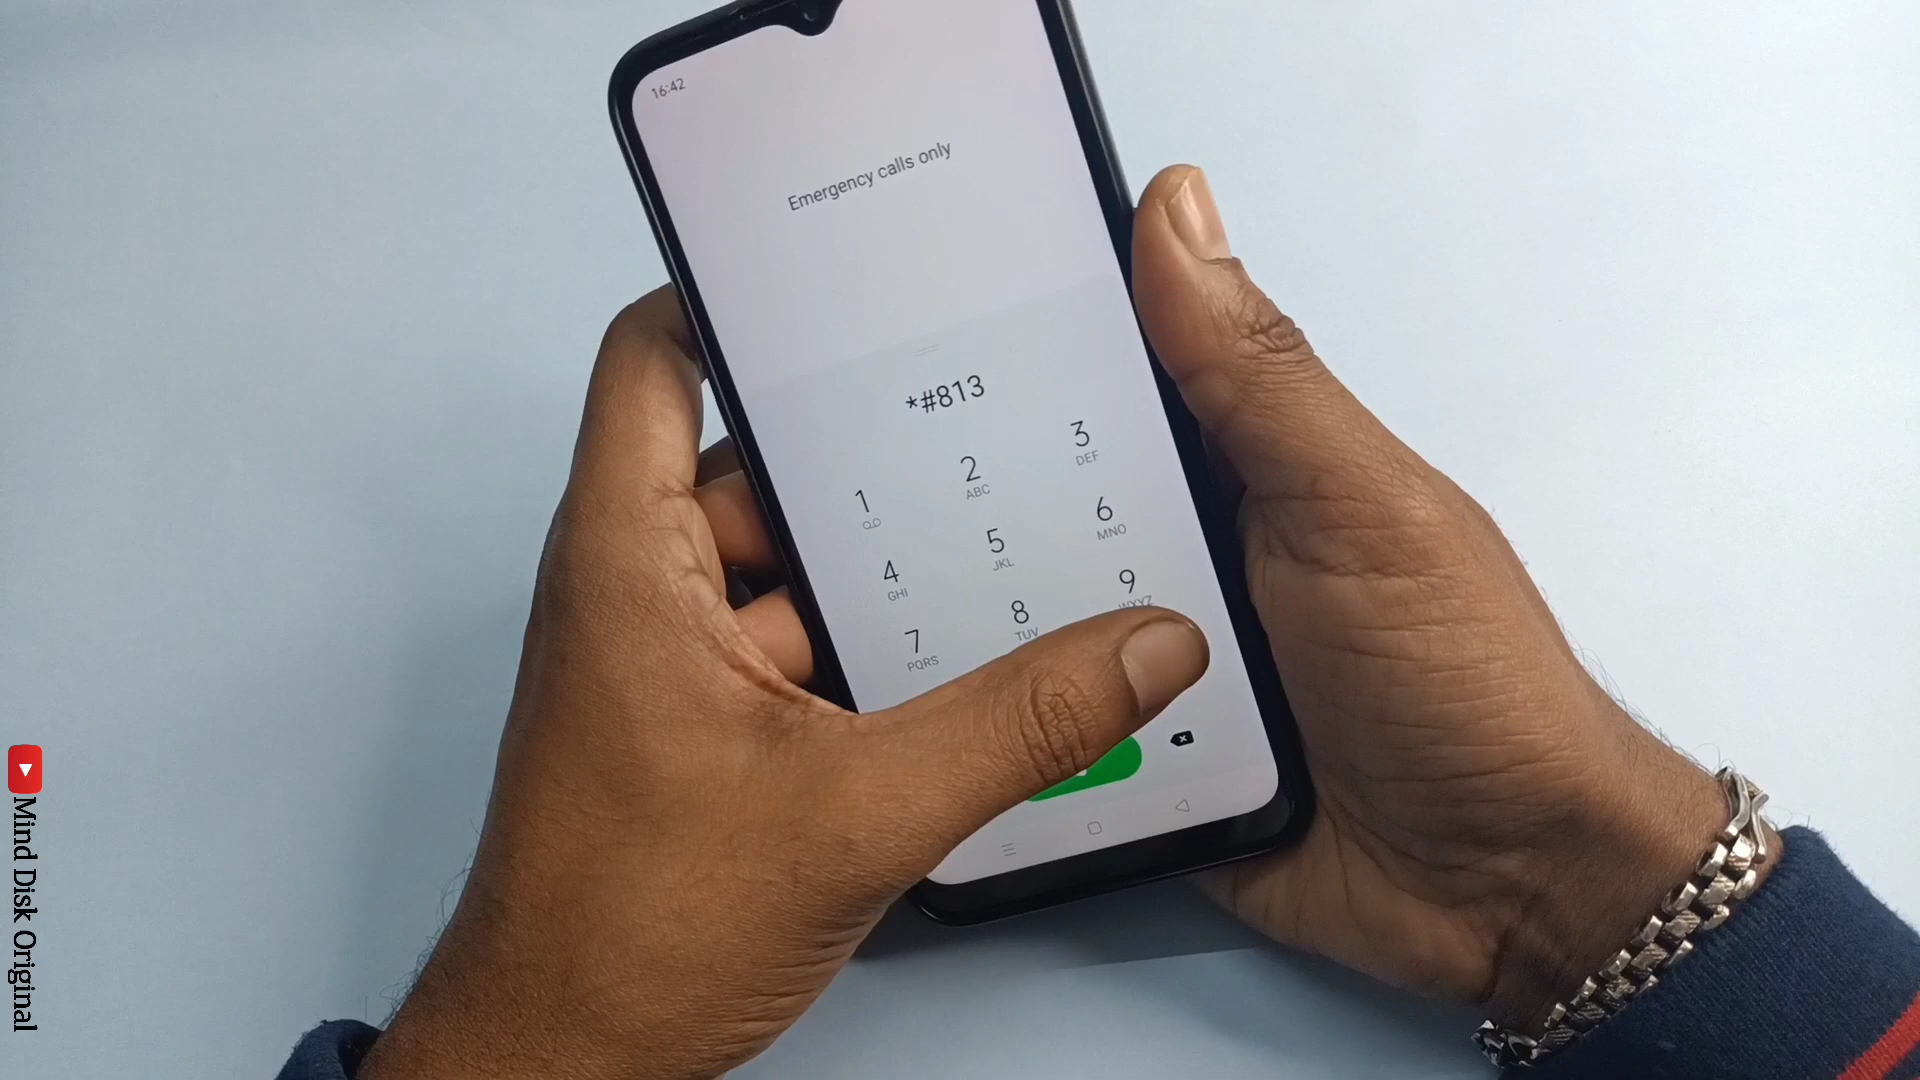 16:42
Emergency calls only
*#813
1
2
ABC
3
DEF
4
GHI
5
JKL
6
MNO
7
PQRS
8
TUV
9
WXYZ
Mind Disk Original